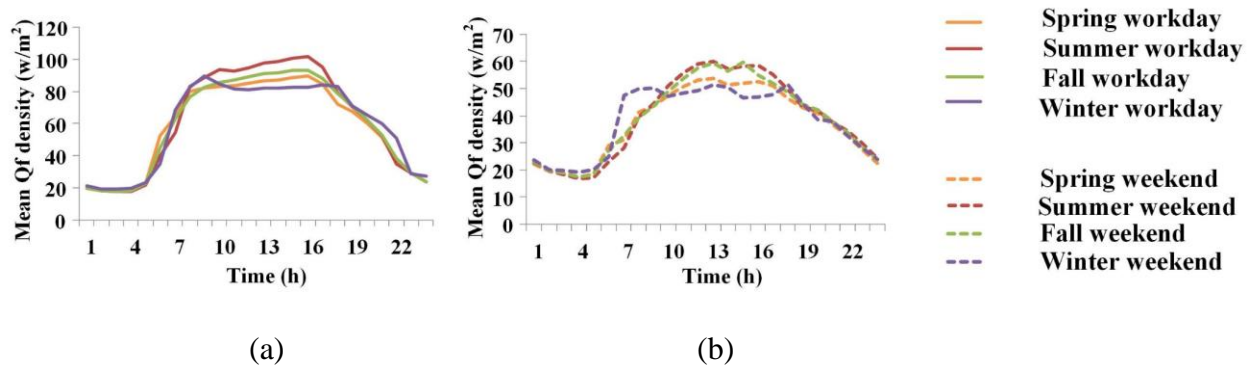 Mean Qf density (w/m²)
120
100
80
60
40
20
0
1 4 7 10 13 16 19 22
Time (h)
(a)
Mean Qf density (w/m²)
70
60
50
40
30
20
10
0
1 4 7 10 13 16 19 22
Time (h)
(b)
Spring workday
Summer workday
Fall workday
Winter workday
Spring weekend
Summer weekend
Fall weekend
Winter weekend